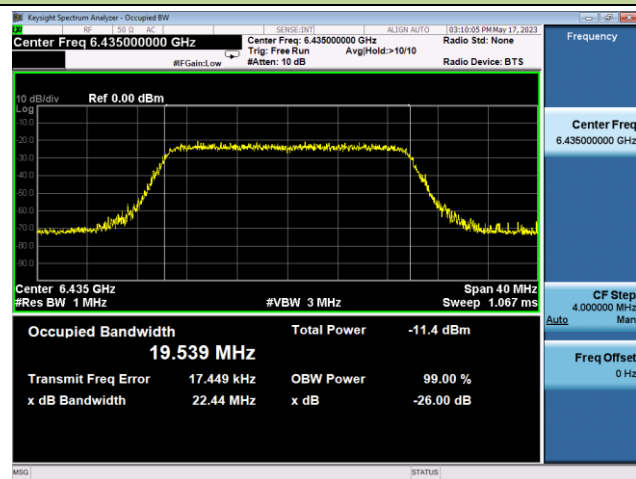 Keysight Spectrum Analyzer - Occupied BW
RF 50 Ω AC SENSE:INT ALIGN AUTO 03:10:05 PM May 17, 2023
Center Freq 6.435000000 GHz
Center Freq: 6.435000000 GHz
Radio Std: None
Trig: Free Run Avg|Hold:>10/10
#IFGain:Low
#Atten: 10 dB
Radio Device: BTS
Frequency
10 dB/div Ref 0.00 dBm
Log
-10.0
-20.0
-30.0
-40.0
-50.0
-60.0
-70.0
-80.0
-90.0
Center Freq
6.435000000 GHz
Center 6.435 GHz
Span 40 MHz
#Res BW 1 MHz
#VBW 3 MHz
Sweep 1.067 ms
CF Step
4.000000 MHz
Auto Man
Occupied Bandwidth
19.539 MHz
Total Power -11.4 dBm
Transmit Freq Error 17.449 kHz
OBW Power 99.00 %
x dB Bandwidth 22.44 MHz
x dB -26.00 dB
Freq Offset
0 Hz
MSG
STATUS